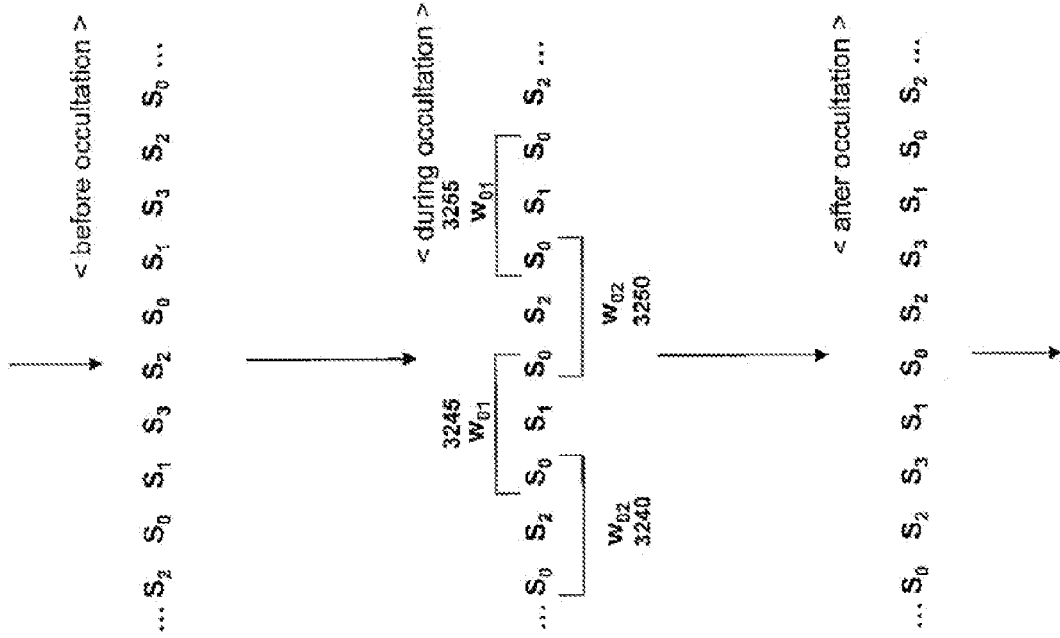 < before occultation >
... S₂ S₀ S₁ S₃ S₂ S₀ S₁ S₃ S₂ S₀ ...
< during occultation >
3245 3255
W₀₁ W₀₁
... S₀ S₂ S₀ S₁ S₀ S₂ S₀ S₁ S₀ S₂ ...
W₀₂ W₀₂
3240 3250
< after occultation >
... S₀ S₂ S₃ S₁ S₀ S₂ S₃ S₁ S₀ S₂ ...